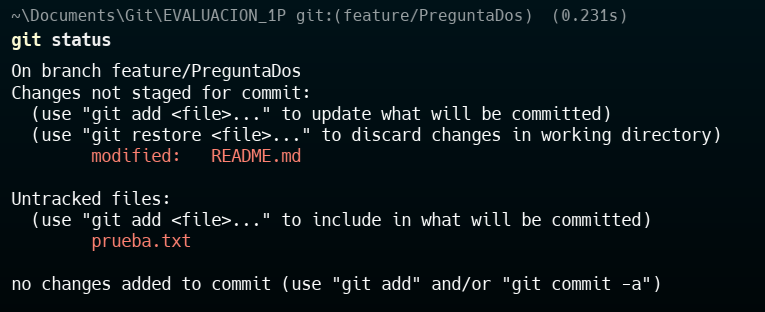 ~\Documents\Git\EVALUACION_1P git:(feature/PreguntaDos) (0.231s)
git status
On branch feature/PreguntaDos
Changes not staged for commit:
(use "git add <file>..." to update what will be committed)
(use "git restore <file>..." to discard changes in working directory)
modified: README.md
Untracked files:
(use "git add <file>..." to include in what will be committed)
prueba.txt
no changes added to commit (use "git add" and/or "git commit -a")